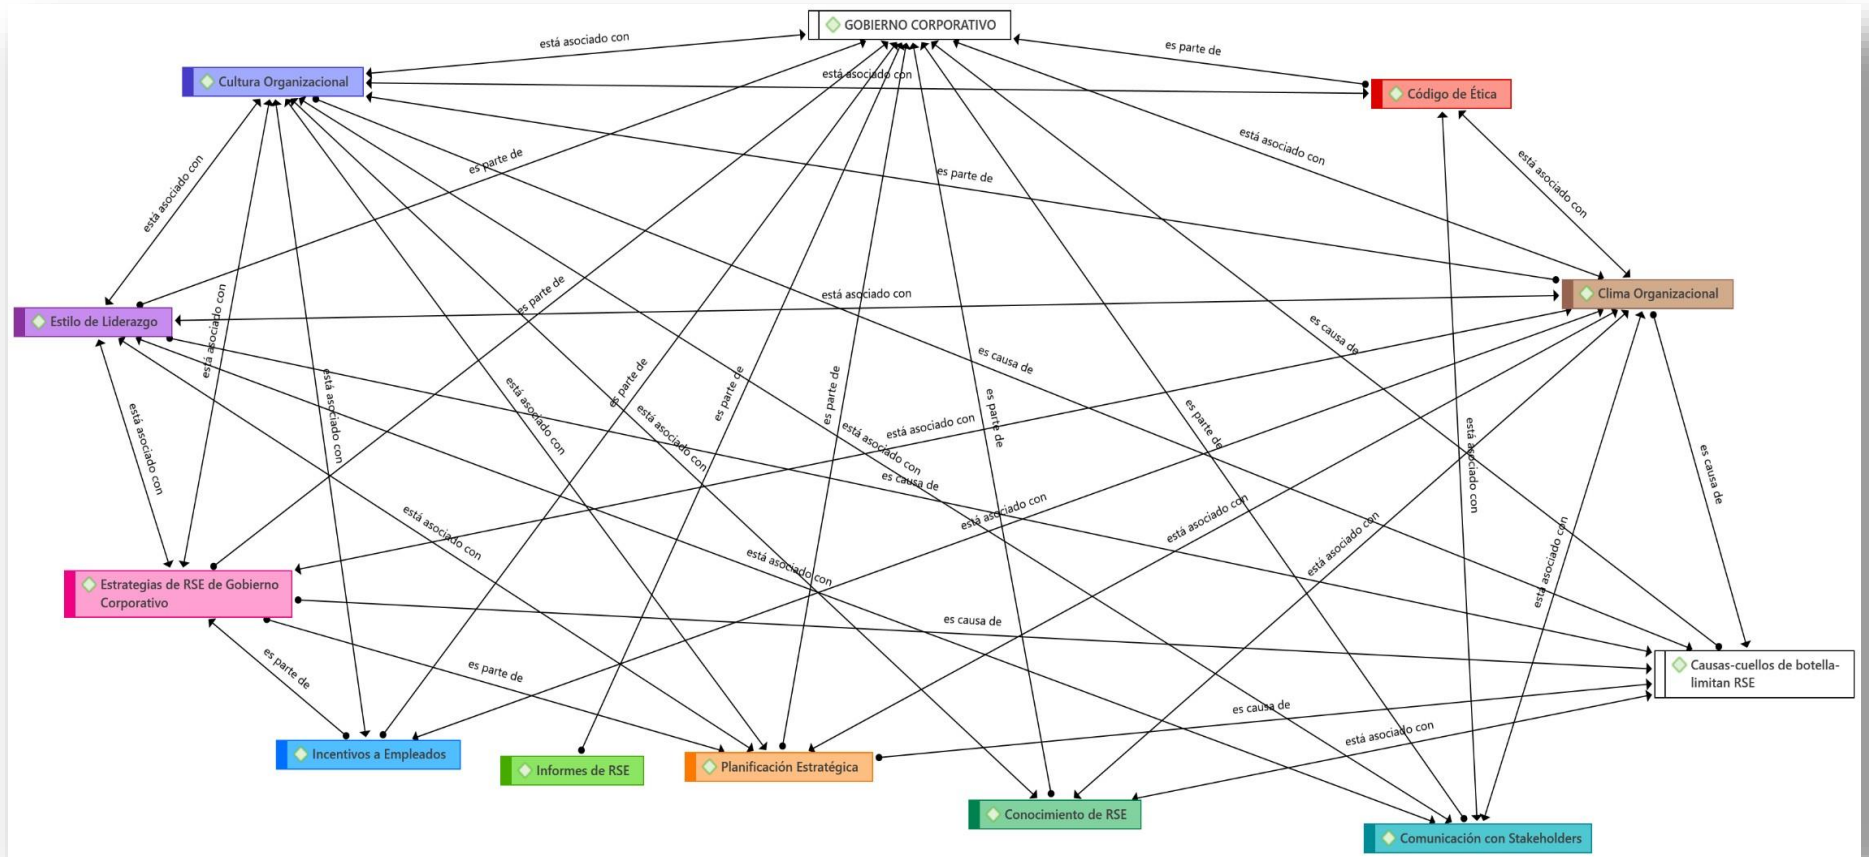 GOBIERNO CORPORATIVO
está asociado con
es parte de
Cultura Organizacional
está asociado con
Código de Ética
está asociado con
es parte de
está asociado con
es parte de
está asociado con
Clima Organizacional
está asociado con
es parte de
Estilo de Liderazgo
está asociado con
es causa de
es causa de
está asociado con
es parte de
es parte de
es parte de
es parte de
es parte de
está asociado con
está asociado con
está asociado con
está asociado con
está asociado con
está asociado con
es causa de
está asociado con
es causa de
está asociado con
está asociado con
está asociado con
está asociado con
está asociado con
está asociado con
Estrategias de RSE de Gobierno
Corporativo
es causa de
es parte de
es parte de
Causas-cuellos de botella-
limitan RSE
es causa de
está asociado con
Incentivos a Empleados
Informes de RSE
Planificación Estratégica
Conocimiento de RSE
Comunicación con Stakeholders